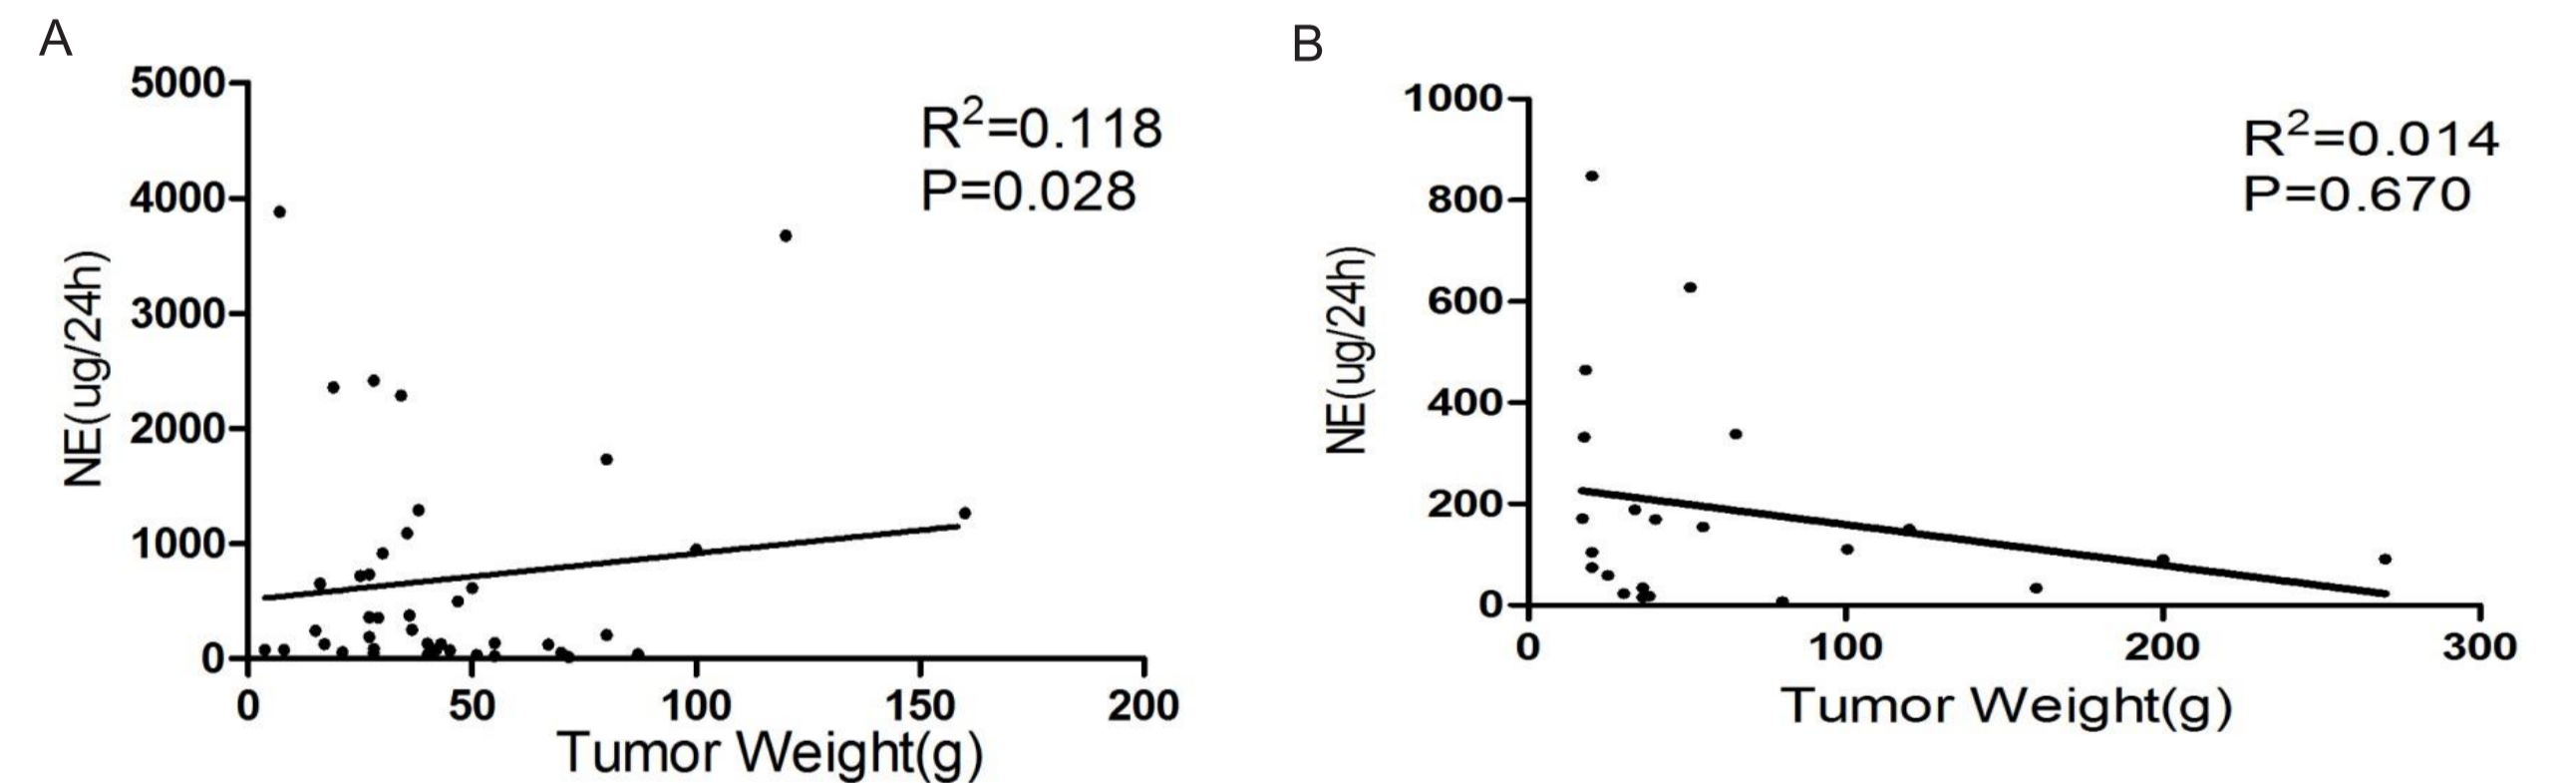 A
5000
4000
3000
2000
1000
0
NE(ug/24h)
R²=0.118
P=0.028
0 50 100 150 200
Tumor Weight(g)
B
1000
800
600
400
200
0
NE(ug/24h)
R²=0.014
P=0.670
0 100 200 300
Tumor Weight(g)